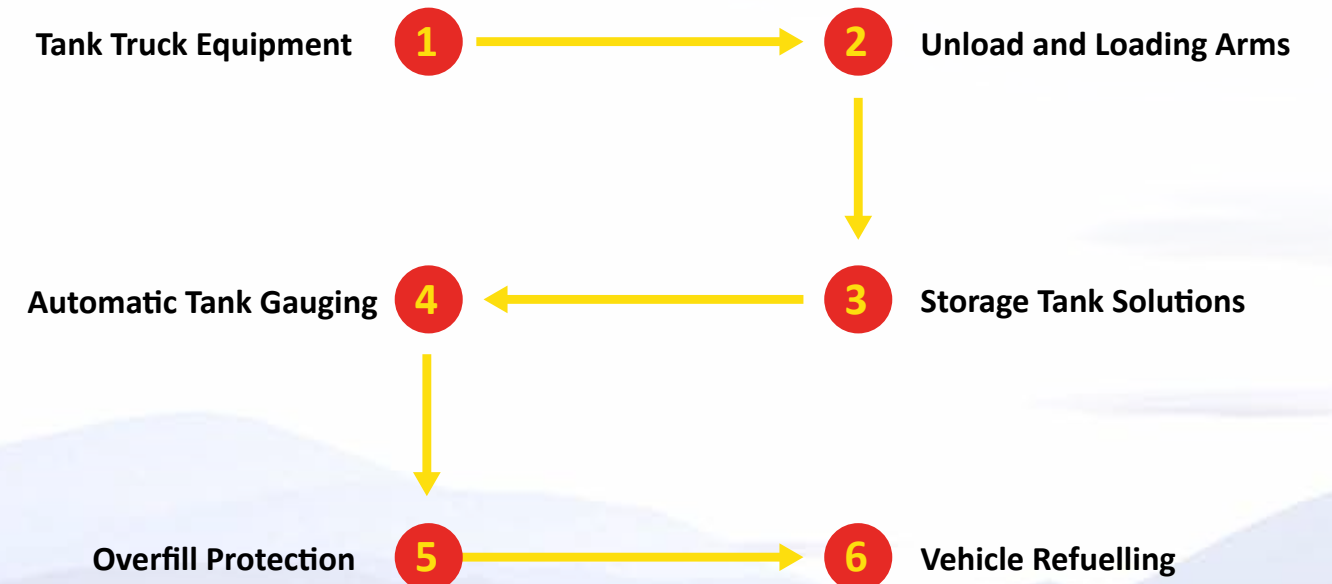 Tank Truck Equipment 1 2 Unload and Loading Arms
Automatic Tank Gauging 4 3 Storage Tank Solutions
Overfill Protection 5 6 Vehicle Refuelling